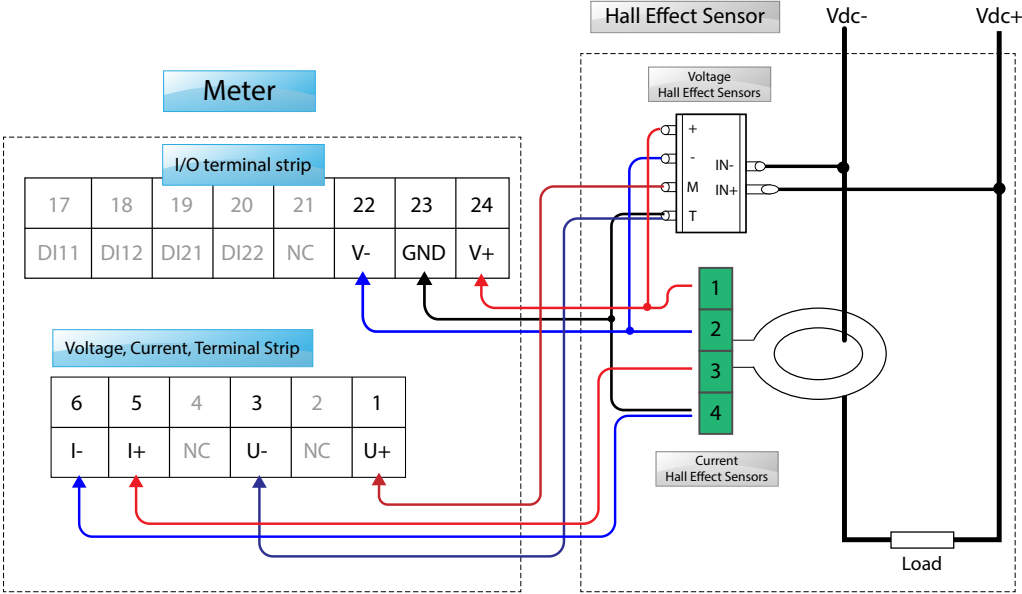 Hall Effect Sensor
Vdc-
Vdc+
Meter
Voltage
Hall Effect Sensors
I/O terminal strip
+
-
M
T
IN-
IN+
17 18 19 20 21 22 23 24
DI11 DI12 DI21 DI22 NC V- GND V+
Voltage, Current, Terminal Strip
6 5 4 3 2 1
I- I+ NC U- NC U+
1
2
3
4
Current
Hall Effect Sensors
Load